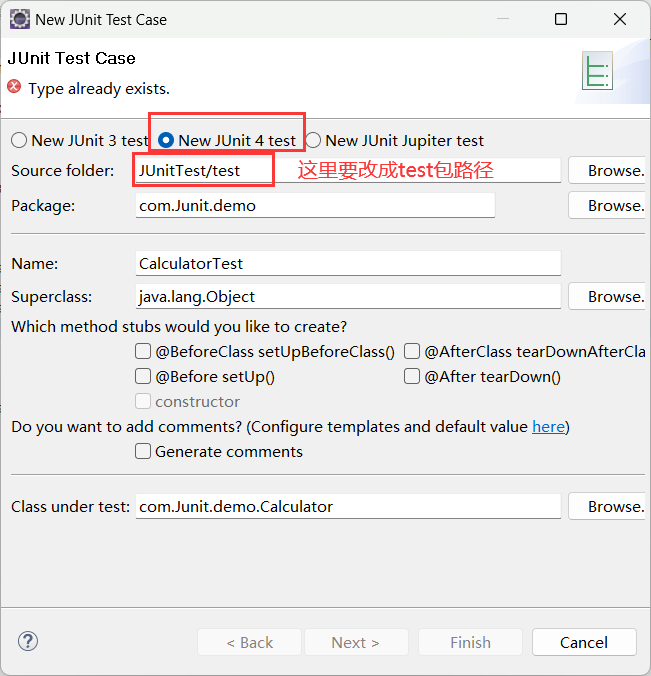 New JUnit Test Case
JUnit Test Case
Type already exists.
New JUnit 3 test New JUnit 4 test New JUnit Jupiter test
Source folder: JUnitTest/test 这里要改成test包路径 Browse.
Package: com.Junit.demo Browse.
Name: CalculatorTest
Superclass: java.lang.Object Browse.
Which method stubs would you like to create?
@BeforeClass setUpBeforeClass() @AfterClass tearDownAfterCla
@Before setUp() @After tearDown()
constructor
Do you want to add comments? (Configure templates and default value here)
Generate comments
Class under test: com.Junit.demo.Calculator Browse.
? < Back Next > Finish Cancel